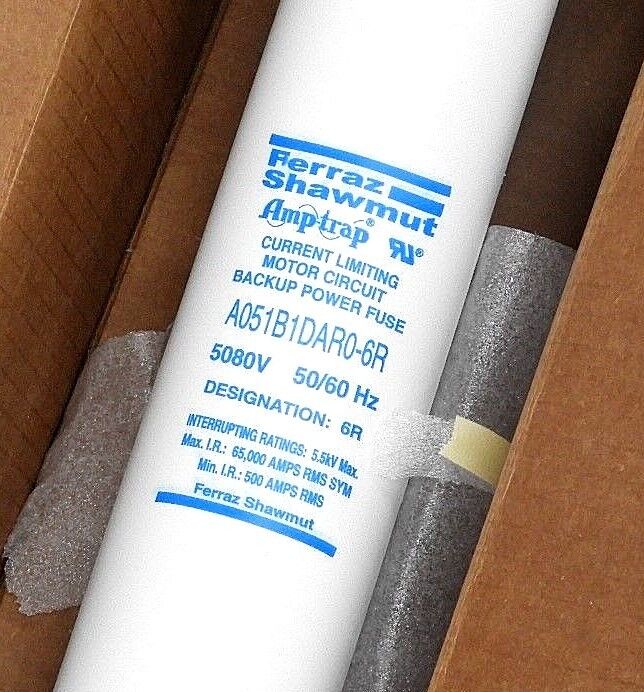 Ferraz
Shawmut
Amp-trap®
RU®
CURRENT LIMITING
MOTOR CIRCUIT
BACKUP POWER FUSE
A051B1DAR0-6R
5080V 50/60 Hz
DESIGNATION: 6R
INTERRUPTING RATINGS: 5.5kV Max.
Max. I.R.: 65,000 AMPS RMS SYM
Min. I.R.: 500 AMPS RMS
Ferraz Shawmut